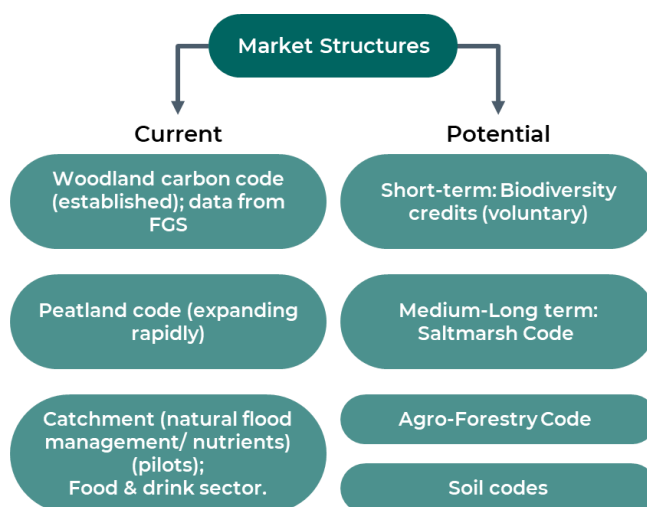 Market Structures
Current
Woodland carbon code
(established); data from
FGS
Peatland code (expanding
rapidly)
Catchment (natural flood
management/ nutrients)
(pilots);
Food & drink sector.
Potential
Short-term: Biodiversity
credits (voluntary)
Medium-Long term:
Saltmarsh Code
Agro-Forestry Code
Soil codes